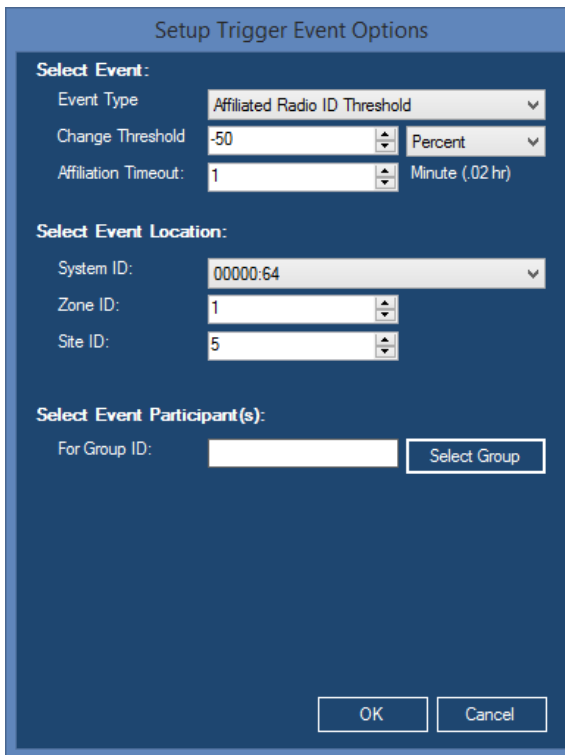 Setup Trigger Event Options
Select Event:
Event Type Affiliated Radio ID Threshold
Change Threshold -50 Percent
Affiliation Timeout: 1 Minute (.02 hr)
Select Event Location:
System ID: 00000:64
Zone ID: 1
Site ID: 5
Select Event Participant(s):
For Group ID: Select Group
OK Cancel